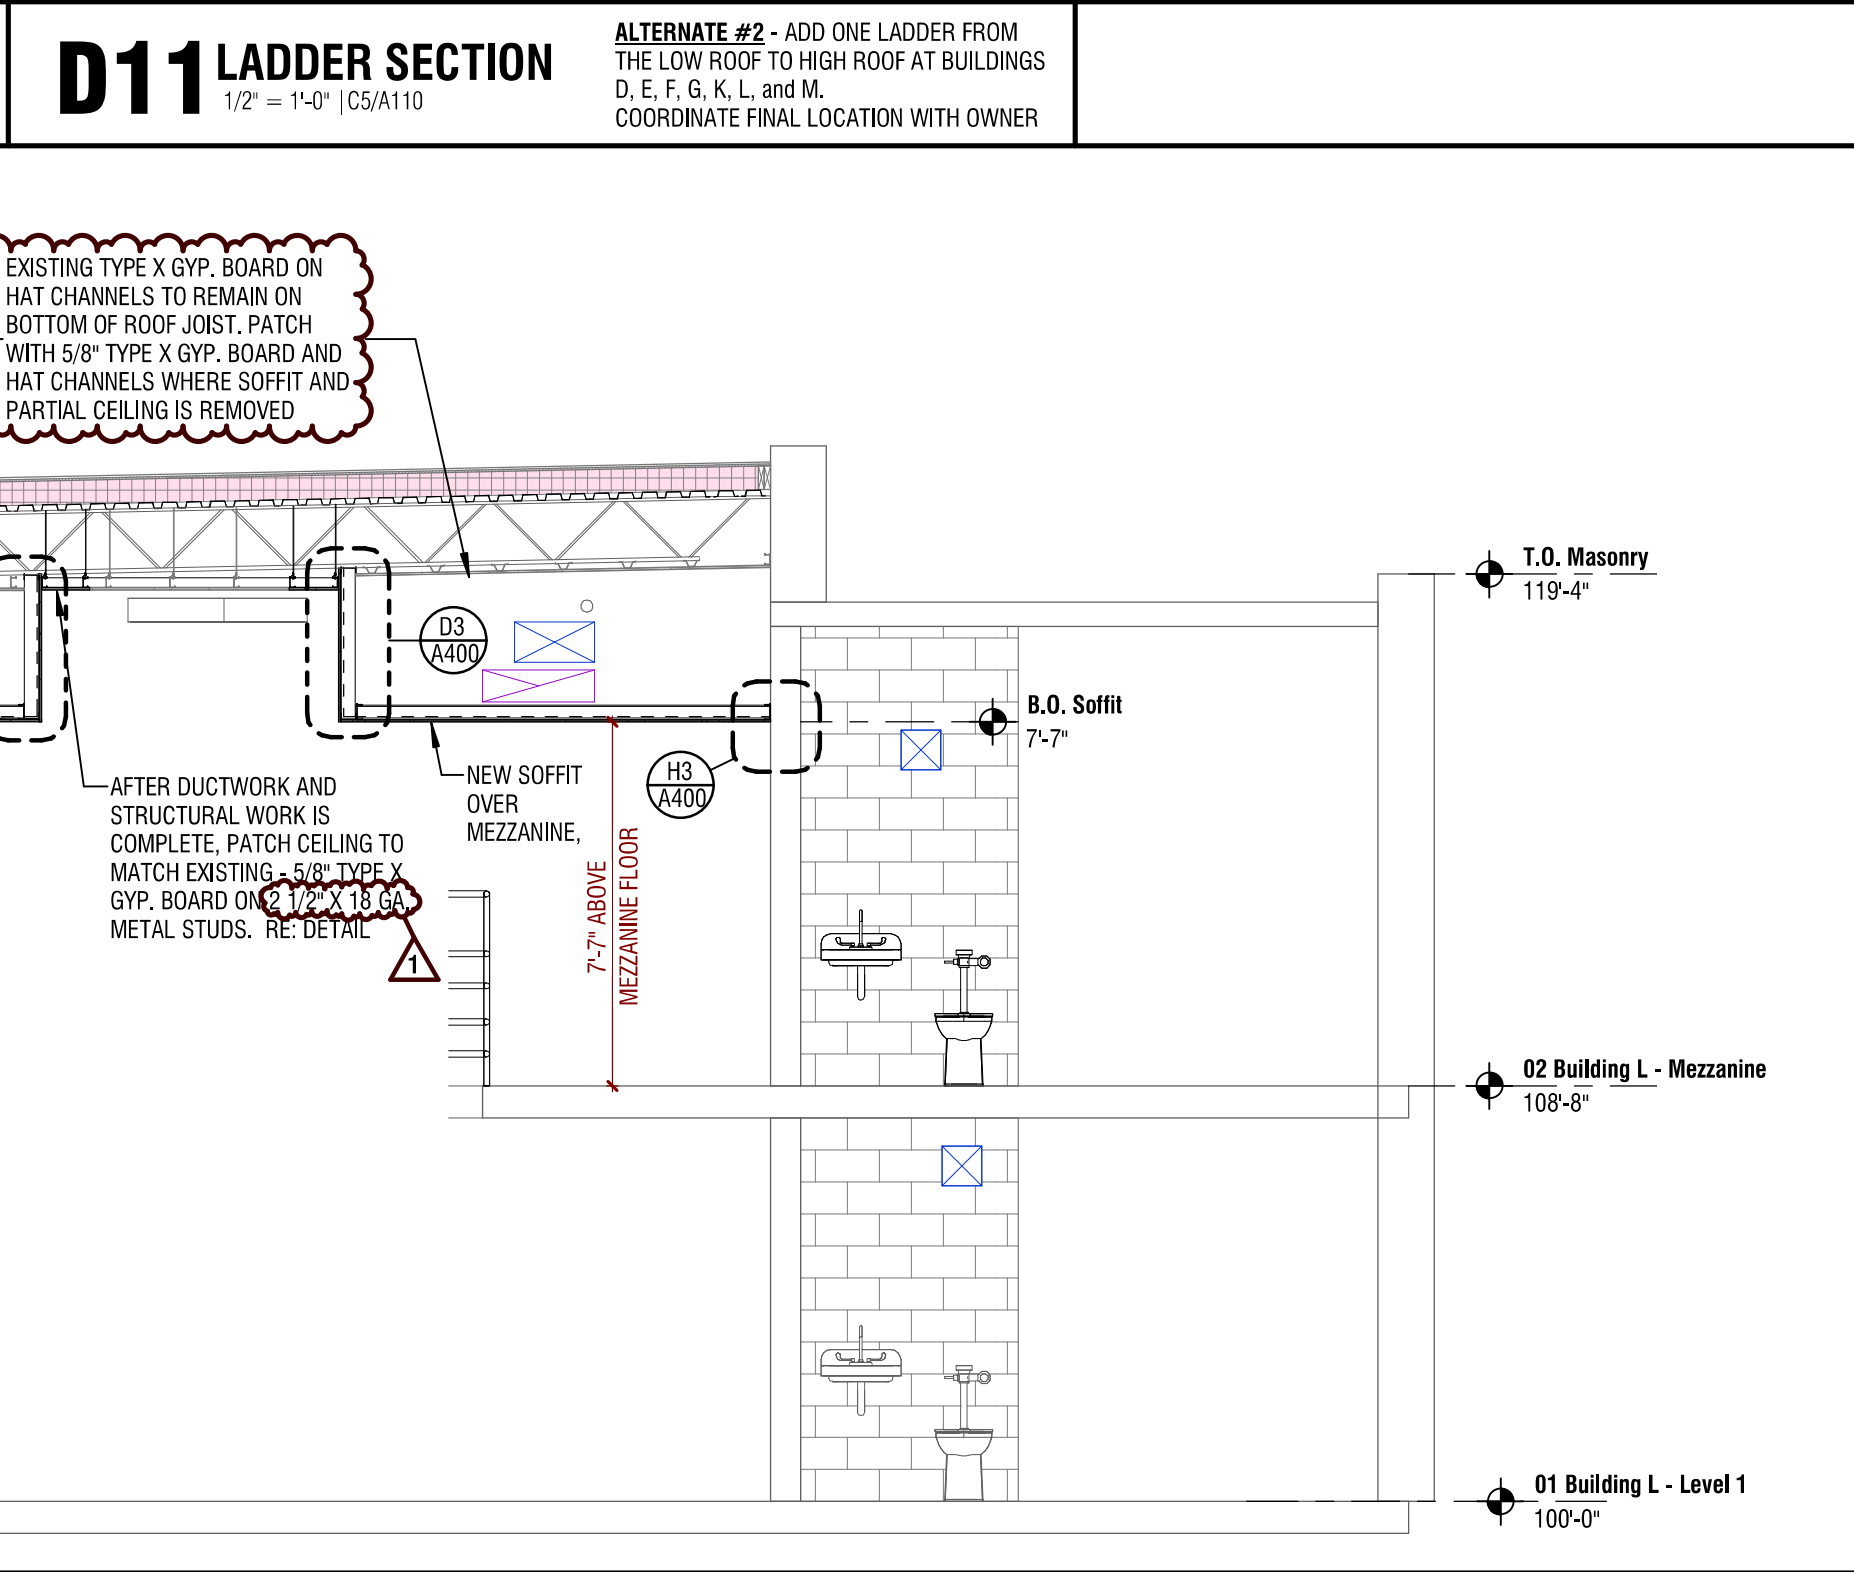 D11 LADDER SECTION
1/2" = 1'-0" | C5/A110
ALTERNATE #2 - ADD ONE LADDER FROM
THE LOW ROOF TO HIGH ROOF AT BUILDINGS
D, E, F, G, K, L, and M.
COORDINATE FINAL LOCATION WITH OWNER
EXISTING TYPE X GYP. BOARD ON
HAT CHANNELS TO REMAIN ON
BOTTOM OF ROOF JOIST. PATCH
WITH 5/8" TYPE X GYP. BOARD AND
HAT CHANNELS WHERE SOFFIT AND
PARTIAL CEILING IS REMOVED
T.O. Masonry
119'-4"
D3
A400
B.O. Soffit
7'-7"
H3
A400
NEW SOFFIT
OVER
MEZZANINE,
AFTER DUCTWORK AND
STRUCTURAL WORK IS
COMPLETE, PATCH CEILING TO
MATCH EXISTING - 5/8" TYPE X
GYP. BOARD ON 2 1/2" X 18 GA.
METAL STUDS. RE: DETAIL
1
7'-7" ABOVE
MEZZANINE FLOOR
02 Building L - Mezzanine
108'-8"
01 Building L - Level 1
100'-0"